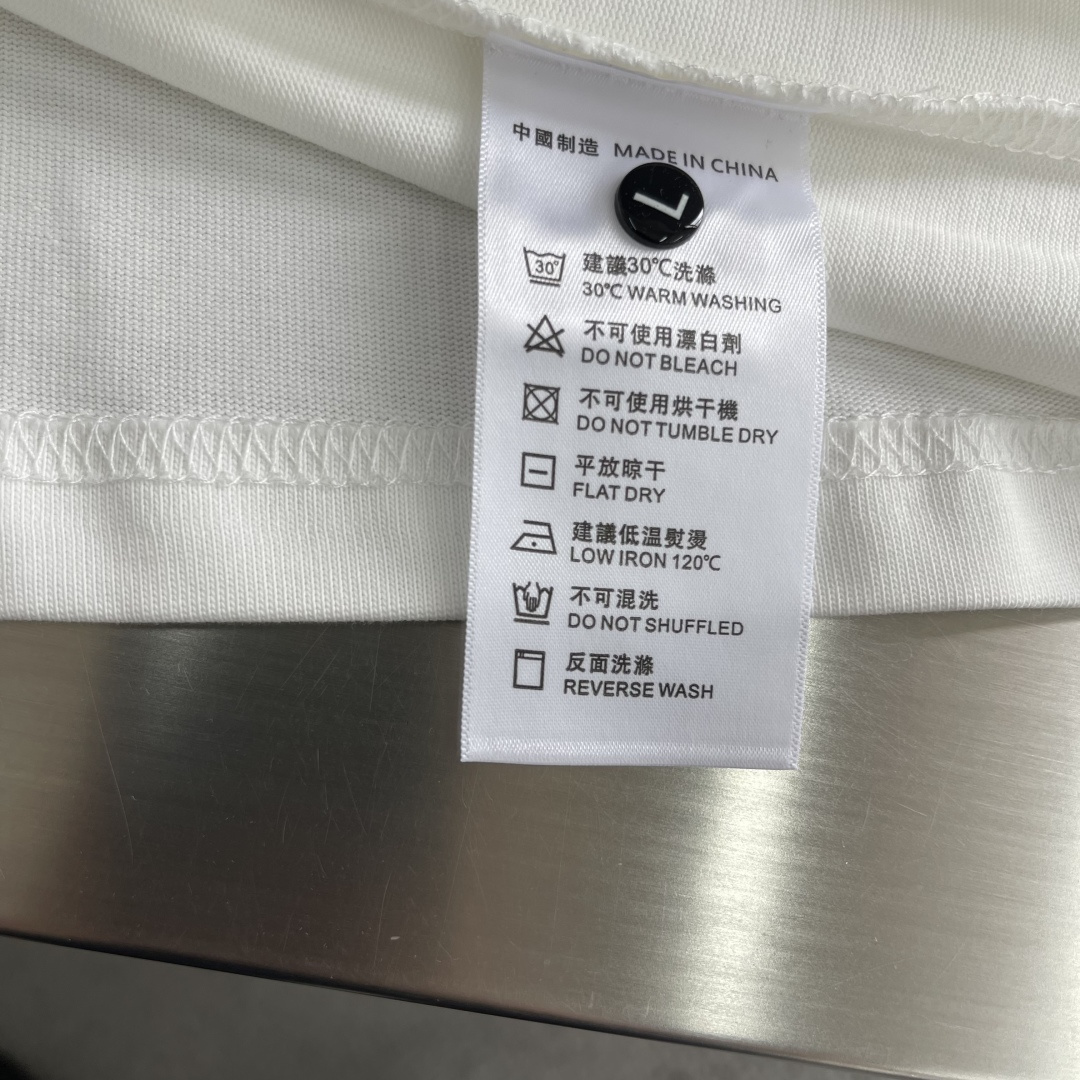 中國制造 MADE IN CHINA
30° 建議30℃洗滌
30℃ WARM WASHING
不可使用漂白劑
DO NOT BLEACH
不可使用烘干機
DO NOT TUMBLE DRY
平放晾干
FLAT DRY
建議低溫熨燙
LOW IRON 120℃
不可混洗
DO NOT SHUFFLED
反面洗滌
REVERSE WASH